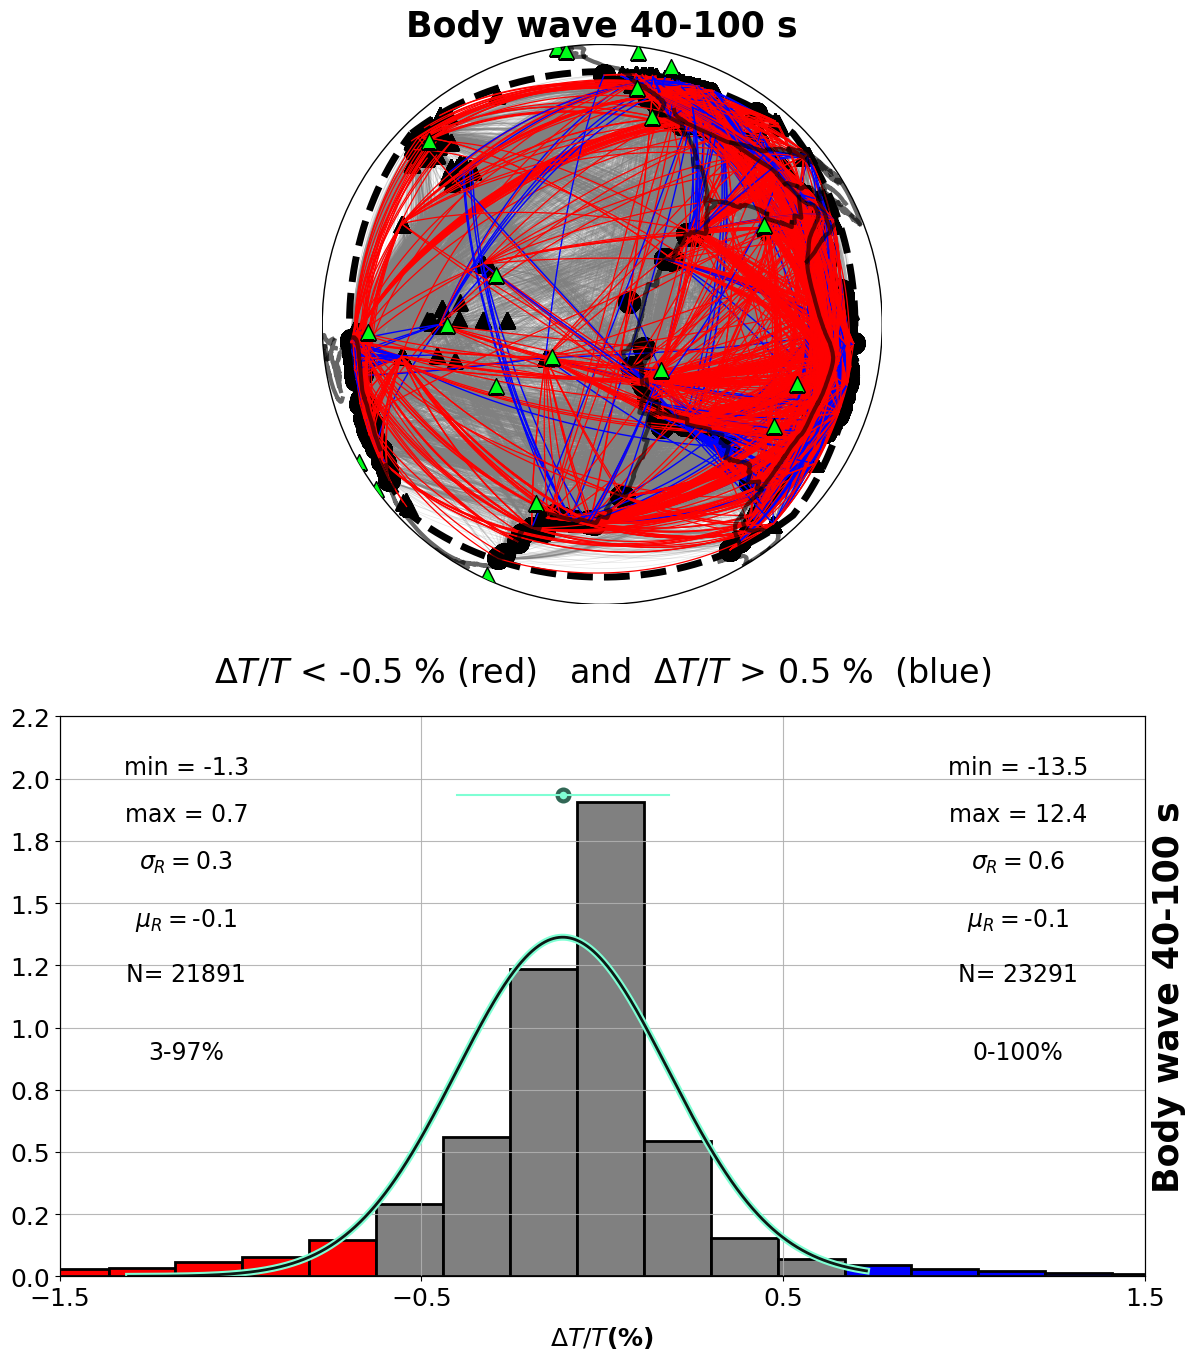 Body wave 40-100 s
ΔT/T < -0.5 % (red) and ΔT/T > 0.5 % (blue)
2.2
2.0
1.8
1.5
1.2
1.0
0.8
0.5
0.2
0.0
min = -1.3
max = 0.7
σR = 0.3
μR = -0.1
N= 21891
3-97%
min = -13.5
max = 12.4
σR = 0.6
μR = -0.1
N= 23291
0-100%
Body wave 40-100 s
−1.5
−0.5
0.5
1.5
ΔT/T(%)